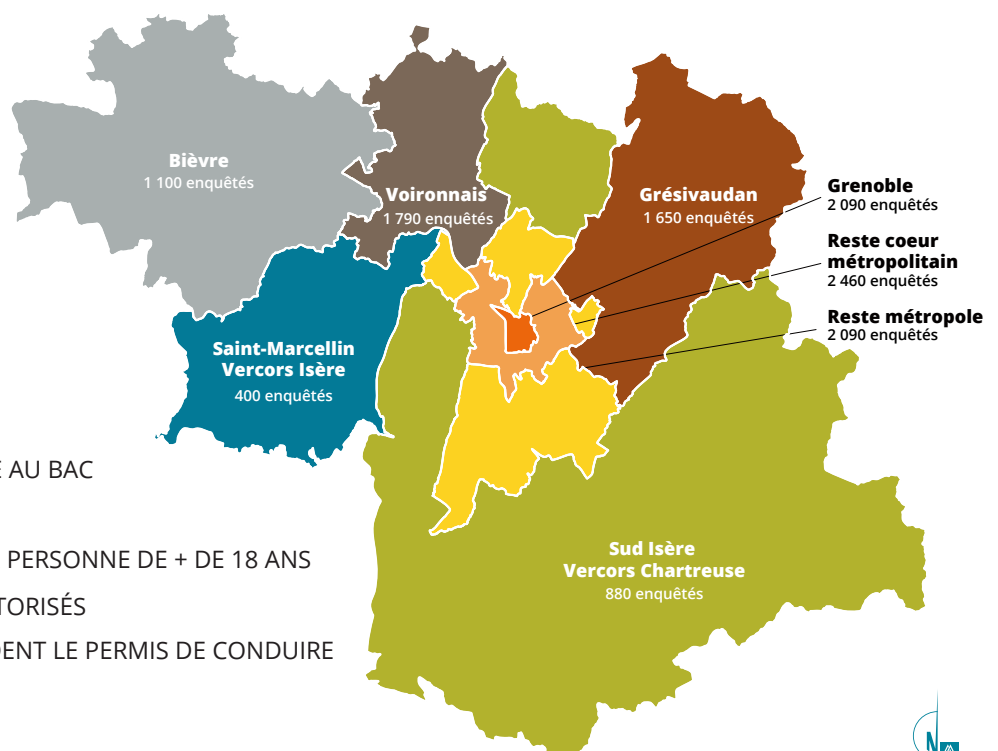 Bièvre
1 100 enquêtés
Voironnais
1 790 enquêtés
Grésivaudan
1 650 enquêtés
Grenoble
2 090 enquêtés
Reste coeur
métropolitain
2 460 enquêtés
Reste métropole
2 090 enquêtés
Saint-Marcellin
Vercors Isère
400 enquêtés
Sud Isère
Vercors Chartreuse
880 enquêtés
AU BAC
PERSONNE DE + DE 18 ANS
TORISÉS
DENT LE PERMIS DE CONDUIRE
N